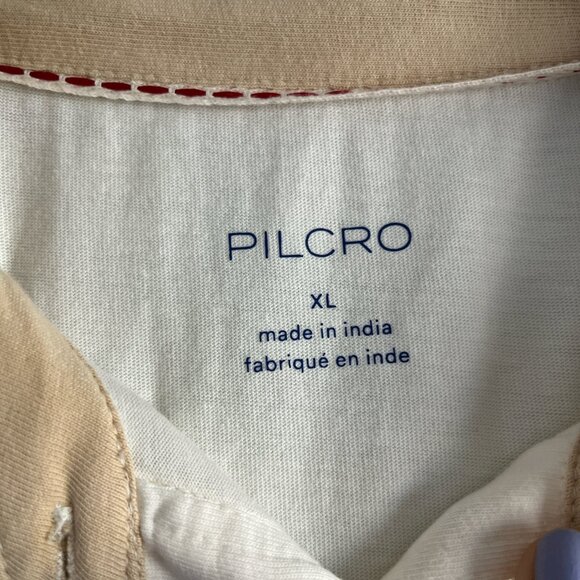 PILCRO
XL
made in india
fabriqué en inde